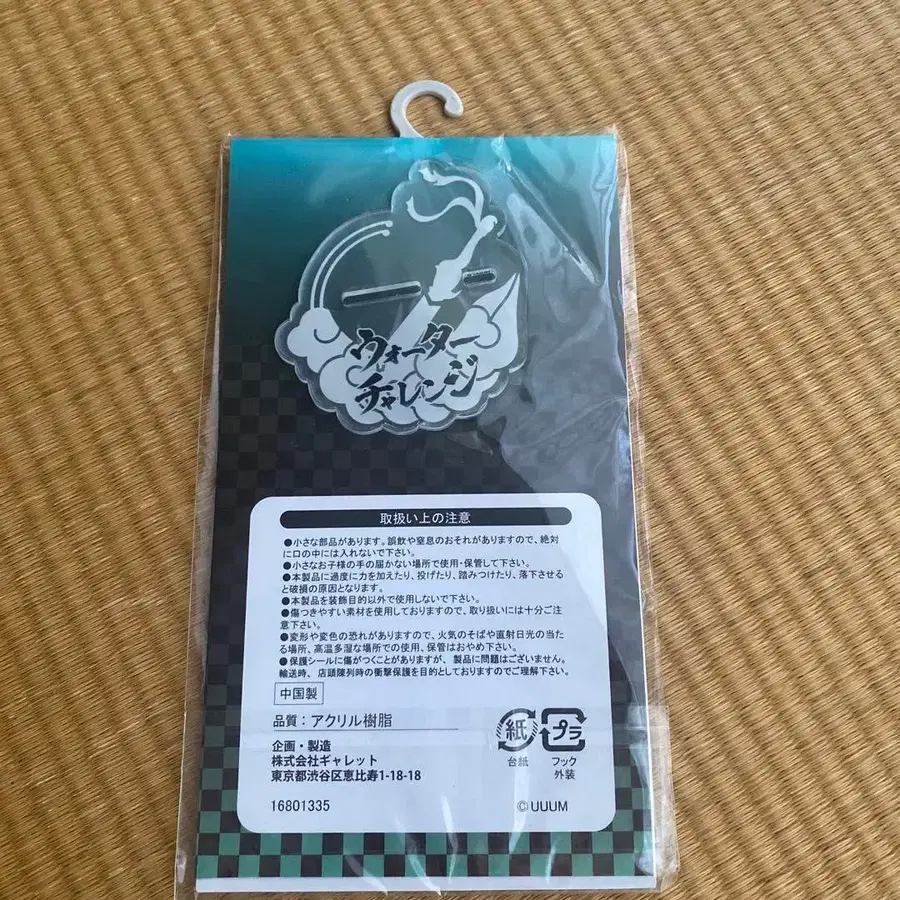 ウォーター
チャレンジ
取扱い上の注意
●小さな部品があります。誤飲や窒息のおそれがありますので、絶対
に口の中には入れないで下さい。
●小さなお子様の手の届かない場所で使用・保管して下さい。
●本製品に過度に力を加えたり、投げたり、踏みつけたり、落下させる
と破損の原因となります。
●本製品を装飾目的以外で使用しないで下さい。
●傷つきやすい素材を使用しておりますので、取り扱いには十分ご注
意下さい。
●変形や変色の恐れがありますので、火気のそばや直射日光の当た
る場所、高温多湿な場所での使用、保管はおやめ下さい。
●保護シールに傷がつくことがありますが、製品に問題はございません。
輸送時、店頭陳列時の衝撃保護を目的としておりますのでご理解下さい。
中国製
品質：アクリル樹脂
企画・製造
株式会社ギャレット
東京都渋谷区恵比寿1-18-18
16801335
紙
台紙
プラ
フック
外装
©UUUM